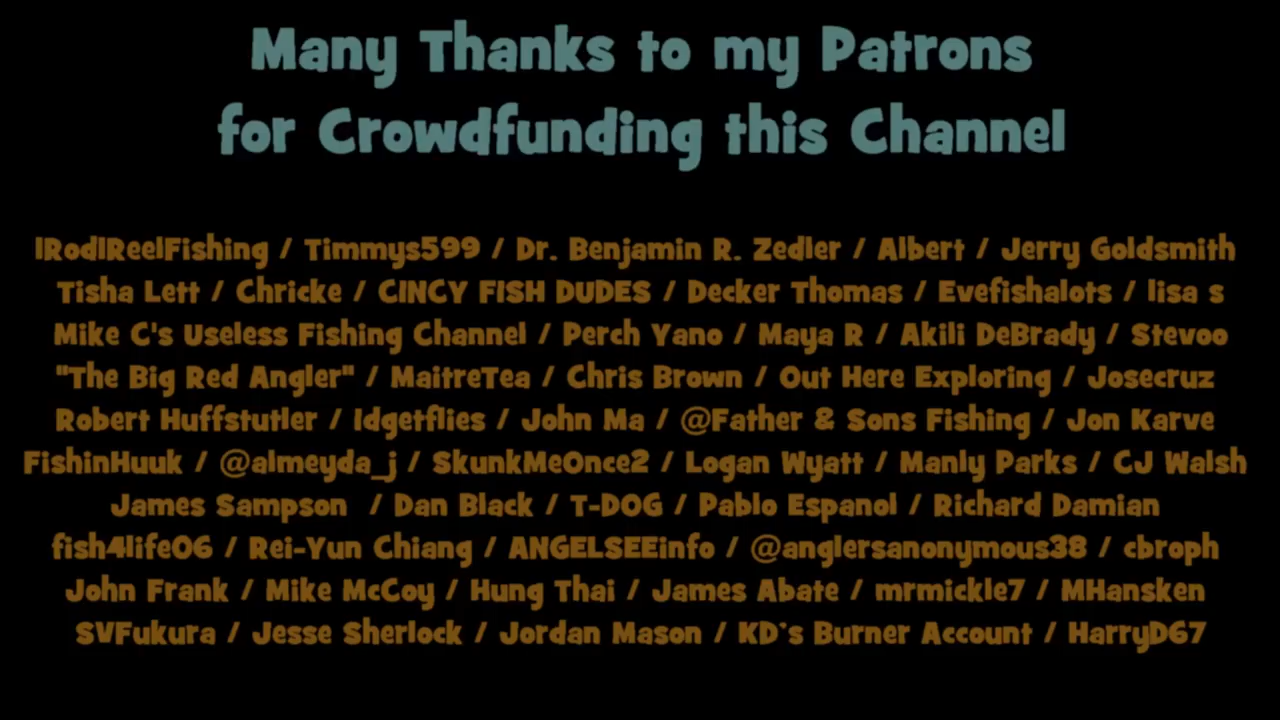 Many Thanks to my Patrons
for Crowdfunding this Channel
1Rod1ReelFishing / Timmys599 / Dr. Benjamin R. Zedler / Albert / Jerry Goldsmith
Tisha Lett / Chricke / CINCY FISH DUDES / Decker Thomas / Evefishalots / lisa s
Mike C's Useless Fishing Channel / Perch Yano / Maya R / Akili DeBrady / Stevoo
"The Big Red Angler" / MaitreTea / Chris Brown / Out Here Exploring / Josecruz
Robert Huffstutler / Idgetflies / John Ma / @Father & Sons Fishing / Jon Karve
FishinHuuk / @almeyda_j / SkunkMeOnce2 / Logan Wyatt / Manly Parks / CJ Walsh
James Sampson / Dan Black / T-DOG / Pablo Espanol / Richard Damian
fish4life06 / Rei-Yun Chiang / ANGELSEEinfo / @anglersanonymous38 / cbroph
John Frank / Mike McCoy / Hung Thai / James Abate / mrmickle7 / MHansken
SVFukura / Jesse Sherlock / Jordan Mason / KD's Burner Account / HarryD67